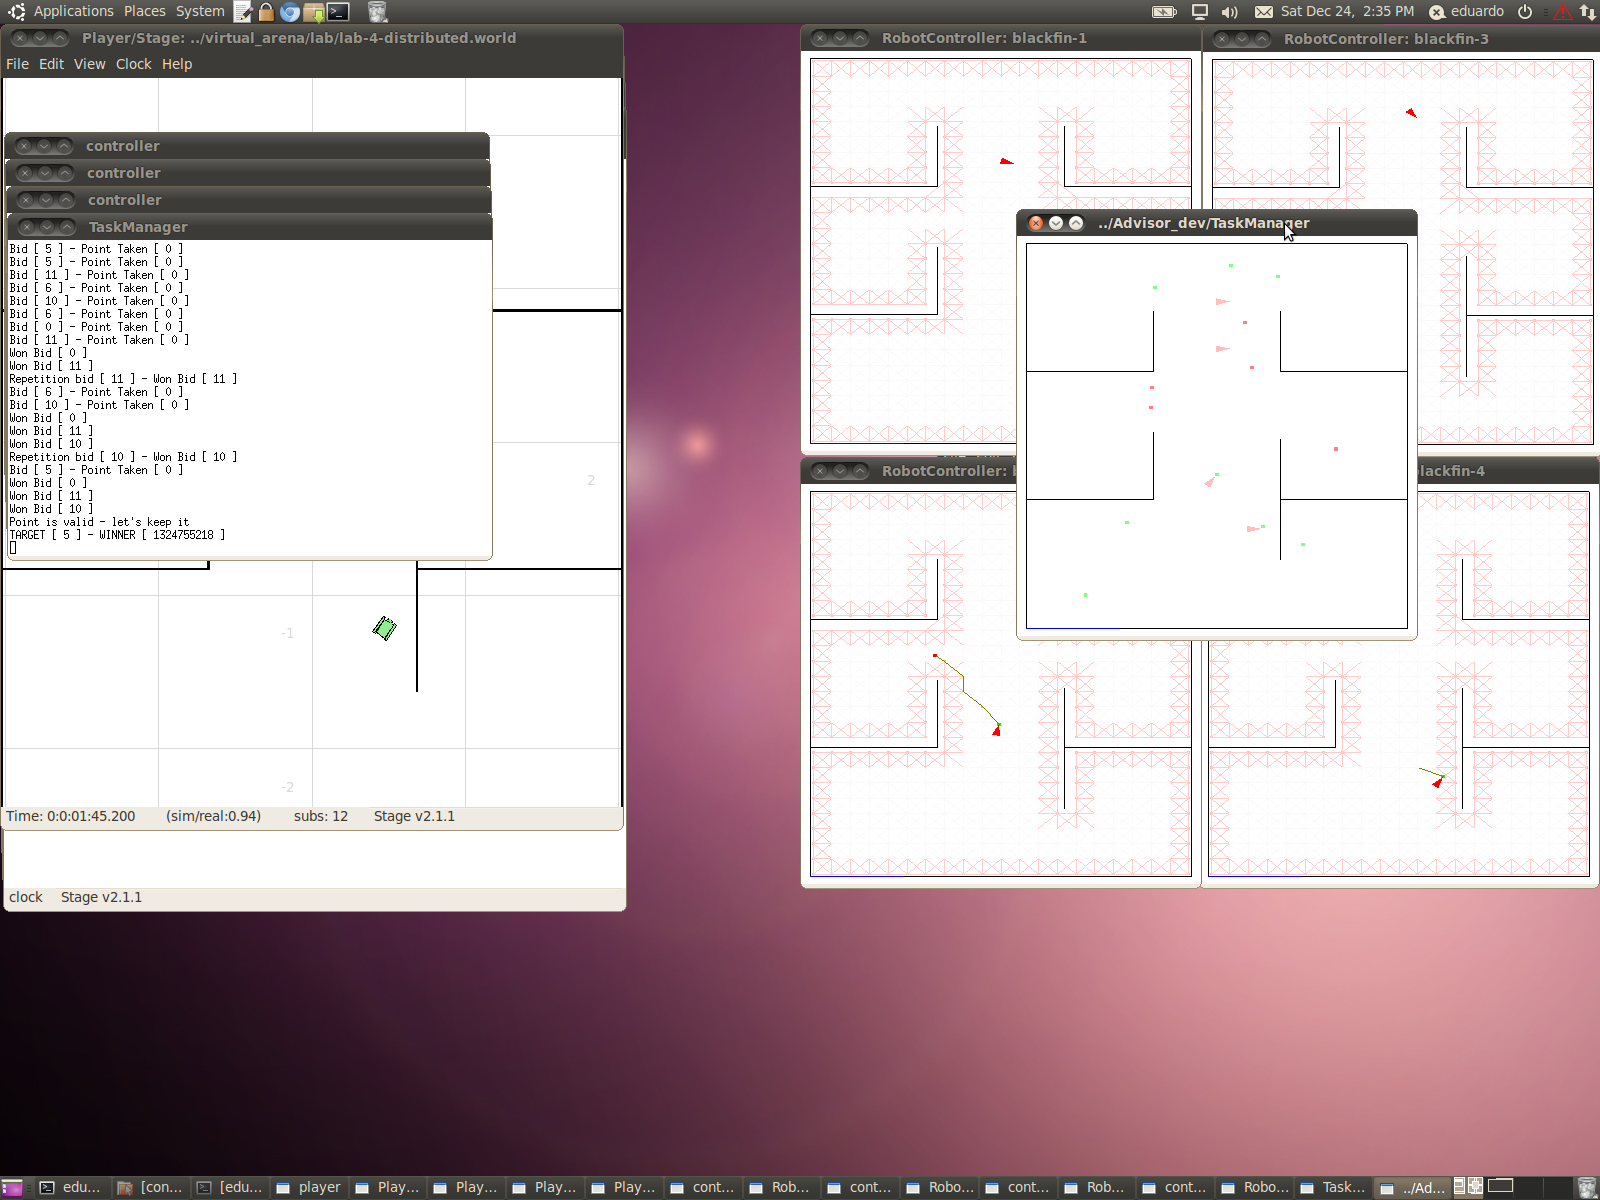 Applications Places System
Sat Dec 24, 2:35 PM eduardo
Player/Stage: ../virtual_arena/lab/lab-4-distributed.world
File Edit View Clock Help
controller
controller
controller
TaskManager
Bid [ 5 ] - Point Taken [ 0 ]
Bid [ 5 ] - Point Taken [ 0 ]
Bid [ 11 ] - Point Taken [ 0 ]
Bid [ 6 ] - Point Taken [ 0 ]
Bid [ 10 ] - Point Taken [ 0 ]
Bid [ 6 ] - Point Taken [ 0 ]
Bid [ 0 ] - Point Taken [ 0 ]
Bid [ 11 ] - Point Taken [ 0 ]
Won Bid [ 0 ]
Won Bid [ 11 ]
Repetition bid [ 11 ] - Won Bid [ 11 ]
Bid [ 6 ] - Point Taken [ 0 ]
Bid [ 10 ] - Point Taken [ 0 ]
Won Bid [ 0 ]
Won Bid [ 11 ]
Won Bid [ 10 ]
Repetition bid [ 10 ] - Won Bid [ 10 ]
Bid [ 5 ] - Point Taken [ 0 ]
Won Bid [ 0 ]
Won Bid [ 11 ]
Won Bid [ 10 ]
Point is valid - let's keep it
TARGET [ 5 ] - WINNER [ 1324755218 ]
2
-1
-2
Time: 0:0:01:45.200 (sim/real:0.94) subs: 12 Stage v2.1.1
clock Stage v2.1.1
RobotController: blackfin-1
RobotController: blackfin-3
../Advisor_dev/TaskManager
RobotController:
lackfin-4
edu... [con... [edu... player Play... Play... Play... Play... cont... Rob... cont... Robo... cont... Rob... cont... Robo... Task... ../Ad...